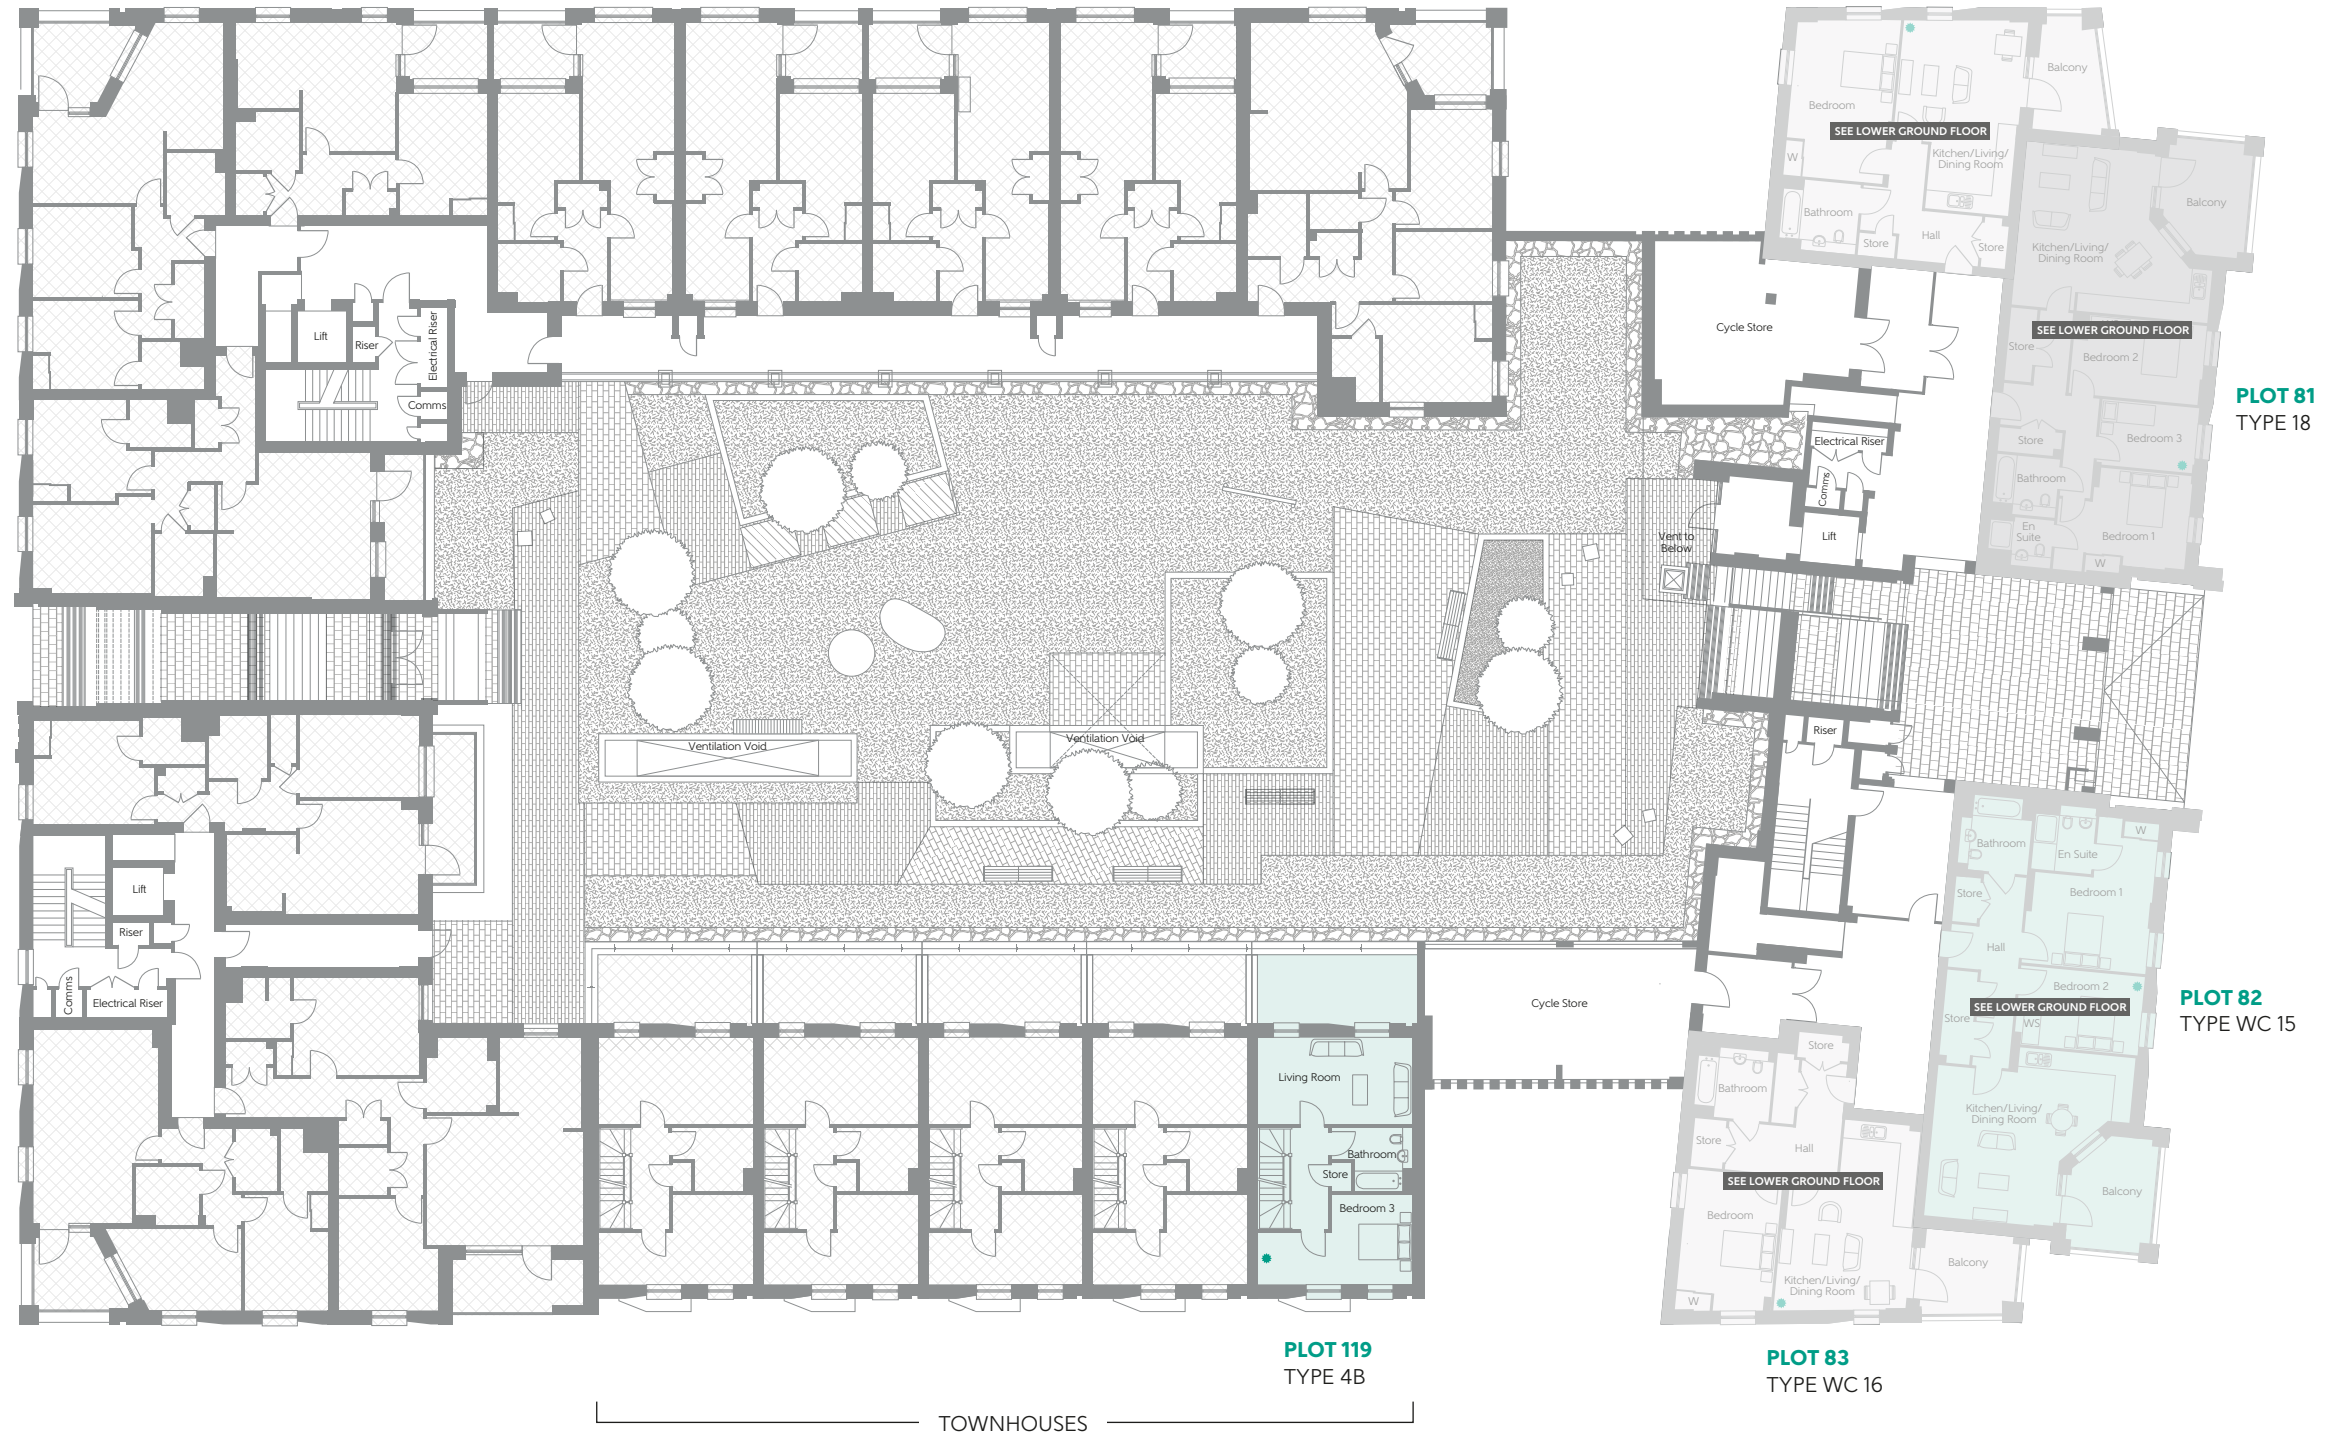 Balcony
Bedroom
SEE LOWER GROUND FLOOR
W
Kitchen/Living/
Dining Room
Bathroom
Store
Hall
Store
Balcony
Kitchen/Living/
Dining Room
SEE LOWER GROUND FLOOR
Store
Bedroom 2
PLOT 81
TYPE 18
Store
Bedroom 3
Bathroom
En
Suite
Bedroom 1
W
Lift
Riser
Electrical Riser
Comms
Cycle Store
Electrical Riser
Comms
Lift
Vent to
Below
Ventilation Void
Ventilation Void
Riser
Lift
Riser
Comms
Electrical Riser
Bathroom
En Suite
W
Store
Bedroom 1
Hall
Bedroom 2
SEE LOWER GROUND FLOOR
Store
WS
Kitchen/Living/
Dining Room
Balcony
PLOT 82
TYPE WC 15
Cycle Store
Living Room
Bathroom
Store
Bedroom 3
Store
Bathroom
Store
Hall
SEE LOWER GROUND FLOOR
Bedroom
Kitchen/Living/
Dining Room
Balcony
W
PLOT 119
TYPE 4B
PLOT 83
TYPE WC 16
TOWNHOUSES